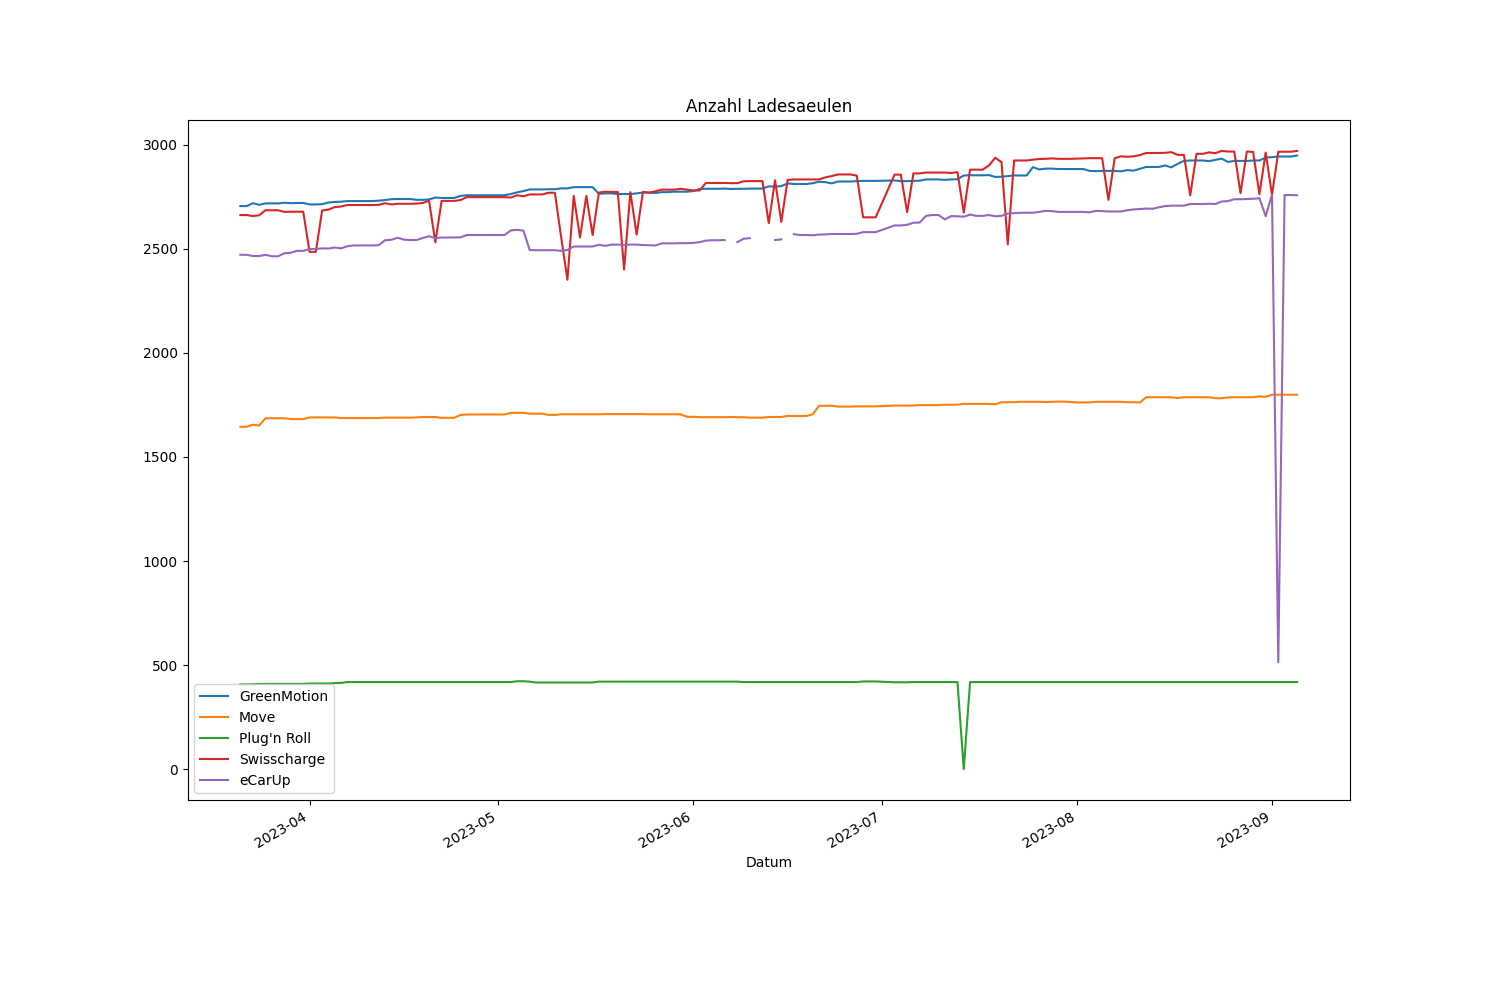 Anzahl Ladesaeulen
3000
2500
2000
1500
1000
500
0
GreenMotion
Move
Plug'n Roll
Swisscharge
eCarUp
2023-04
2023-05
2023-06
2023-07
2023-08
2023-09
Datum